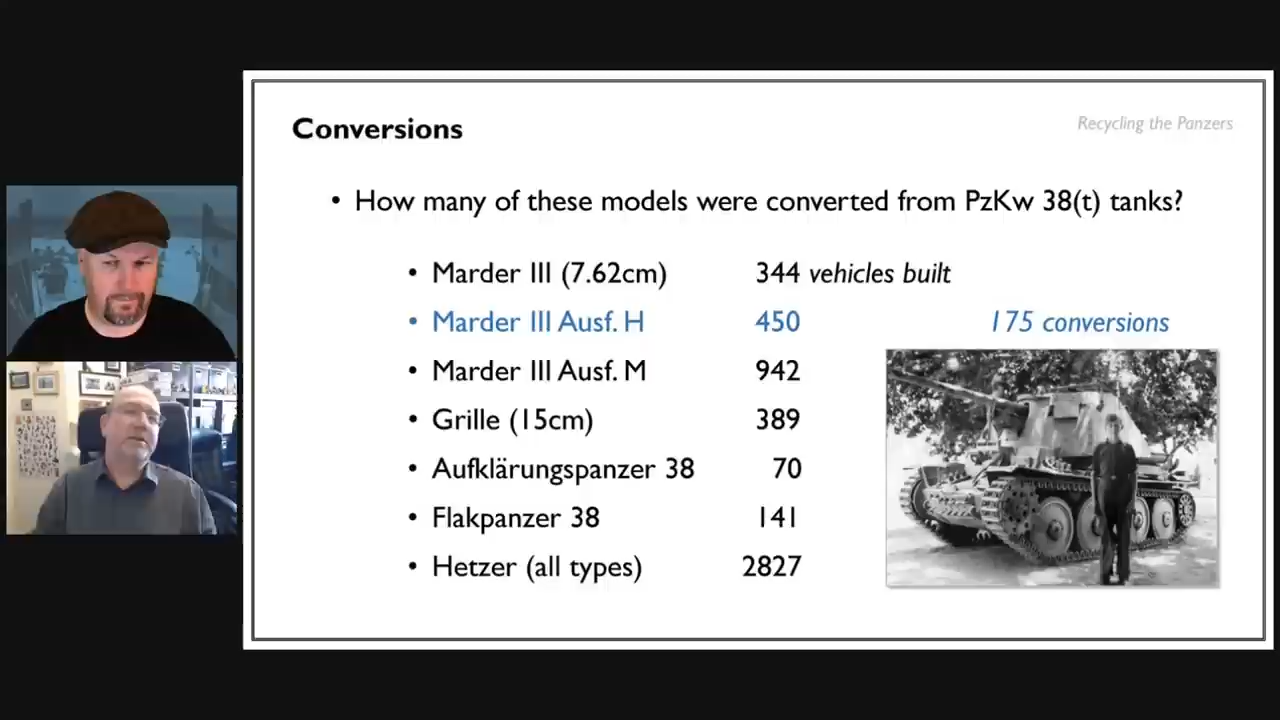 Conversions
Recycling the Panzers
• How many of these models were converted from PzKw 38(t) tanks?
• Marder III (7.62cm) 344 vehicles built
• Marder III Ausf. H 450 175 conversions
• Marder III Ausf. M 942
• Grille (15cm) 389
• Aufklärungspanzer 38 70
• Flakpanzer 38 141
• Hetzer (all types) 2827